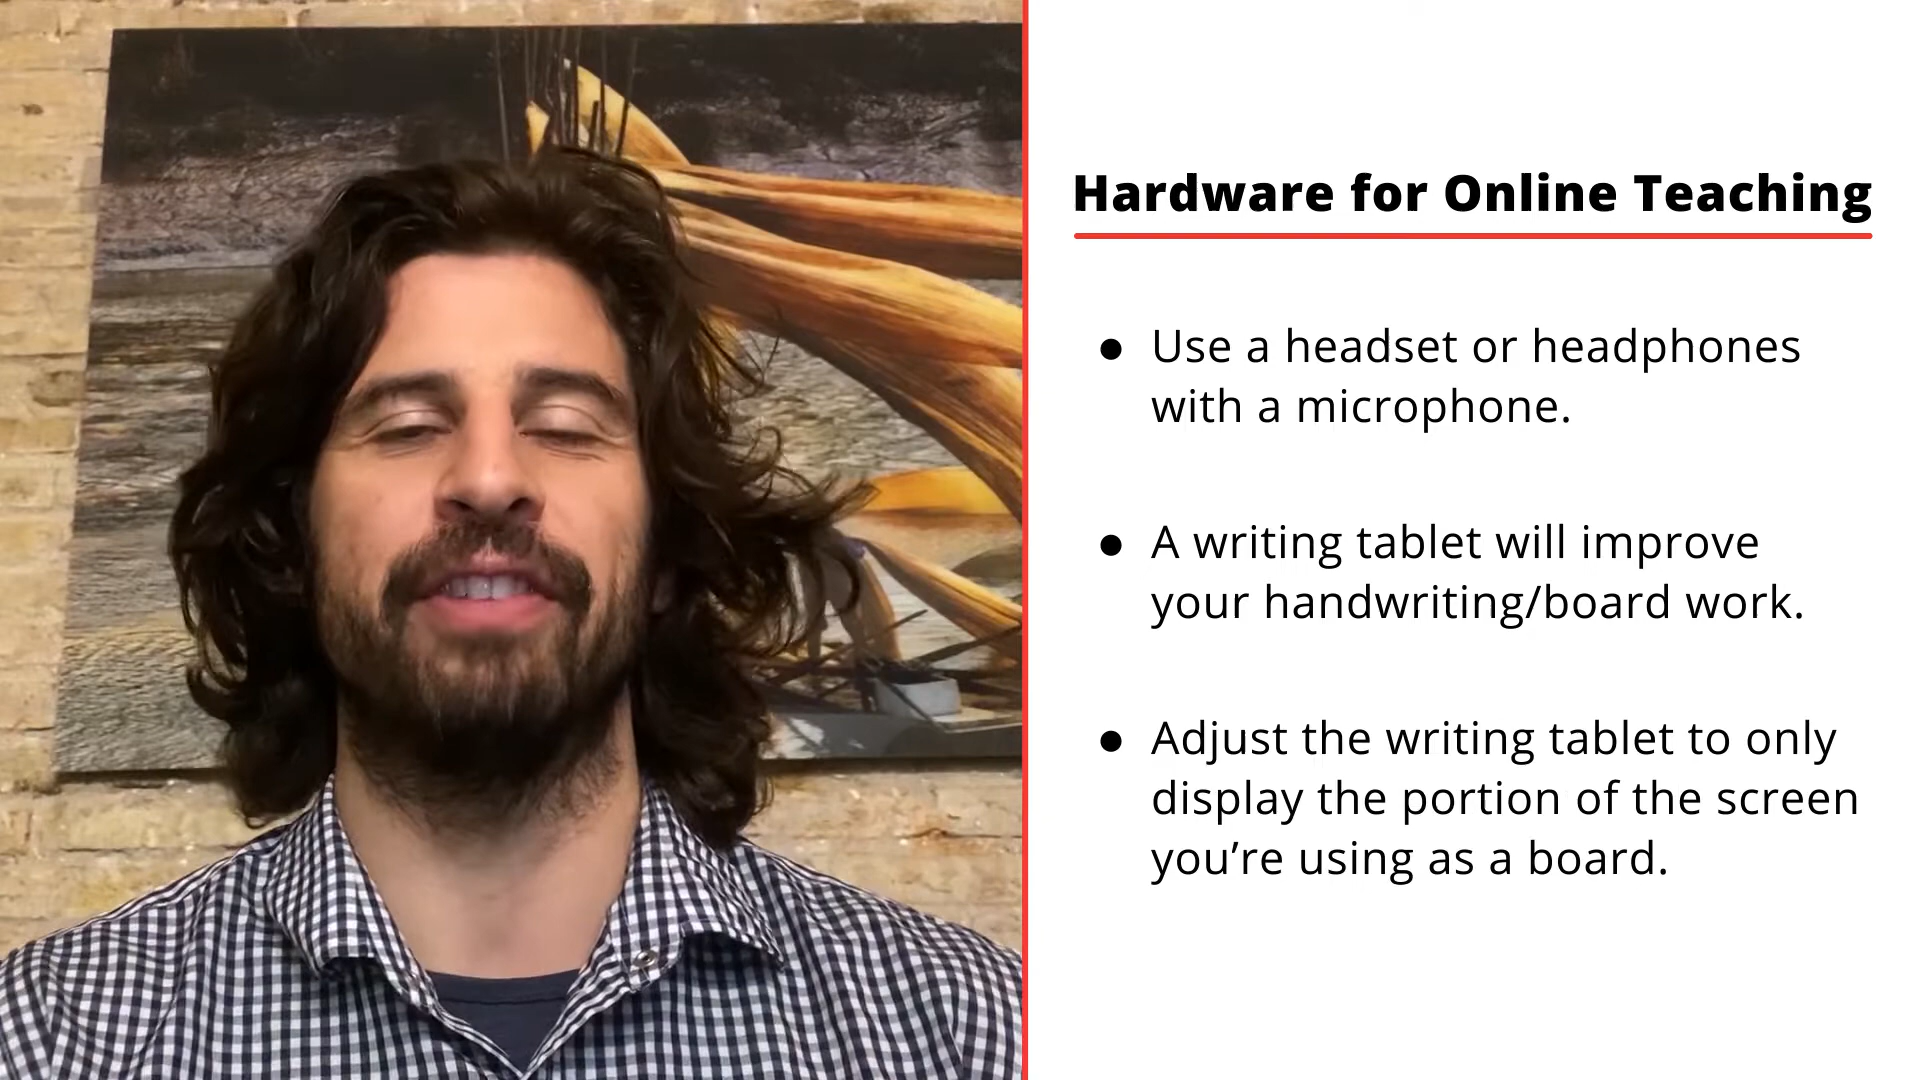 Hardware for Online Teaching
● Use a headset or headphones
with a microphone.
● A writing tablet will improve
your handwriting/board work.
● Adjust the writing tablet to only
display the portion of the screen
you’re using as a board.